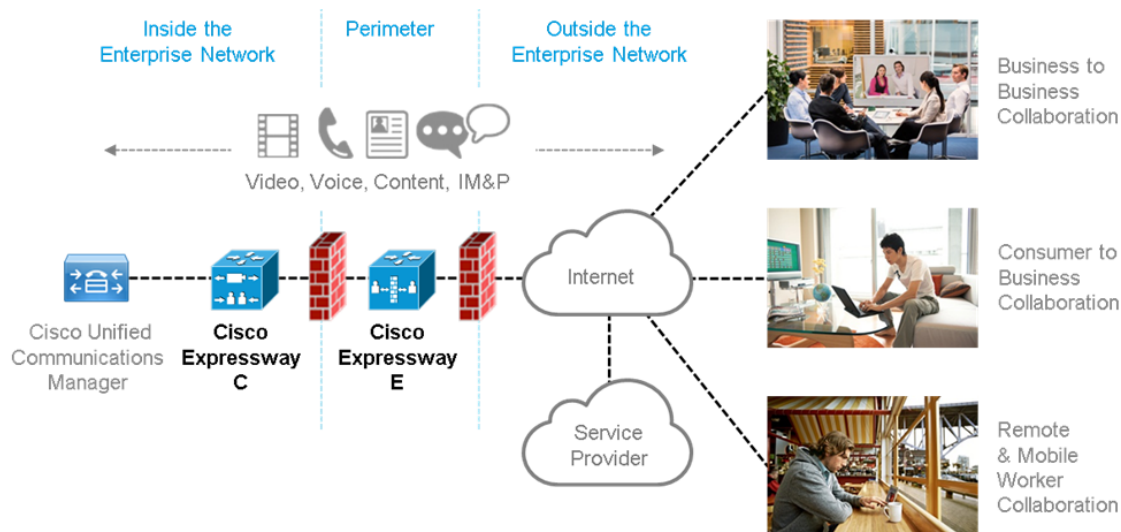 Inside the
Enterprise Network
Perimeter
Outside the
Enterprise Network
Video, Voice, Content, IM&P
Business to
Business
Collaboration
Internet
Consumer to
Business
Collaboration
Cisco Unified
Communications
Manager
Cisco
Expressway
C
Cisco
Expressway
E
Service
Provider
Remote
& Mobile
Worker
Collaboration